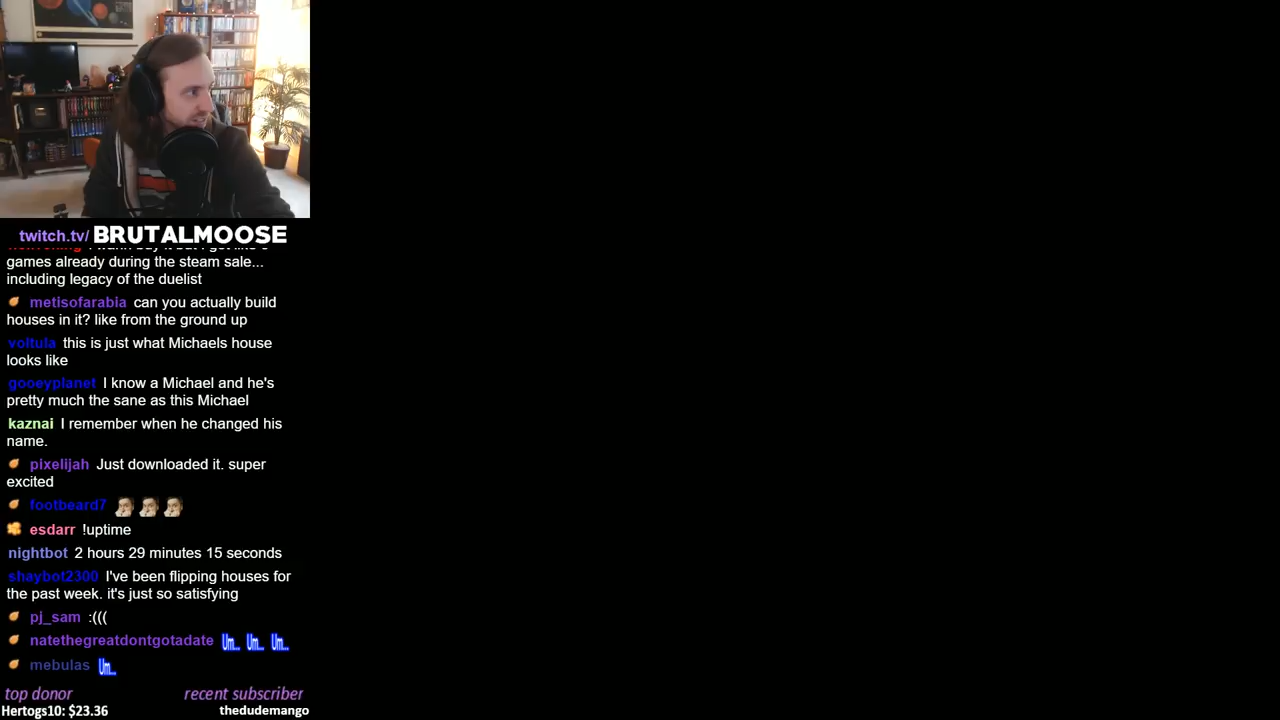 twitch.tv/ BRUTALMOOSE
games already during the steam sale...
including legacy of the duelist
metisofarabia can you actually build
houses in it? like from the ground up
voltula this is just what Michaels house
looks like
gooeyplanet I know a Michael and he's
pretty much the sane as this Michael
kaznai I remember when he changed his
name.
pixelijah Just downloaded it. super
excited
footbeard7
esdarr !uptime
nightbot 2 hours 29 minutes 15 seconds
shaybot2300 I've been flipping houses for
the past week. it's just so satisfying
pj_sam :(((
natethegreatdontgotadate Um... Um... Um...
mebulas Um...
top donor recent subscriber
Hertogs10: $23.36 thedudemango